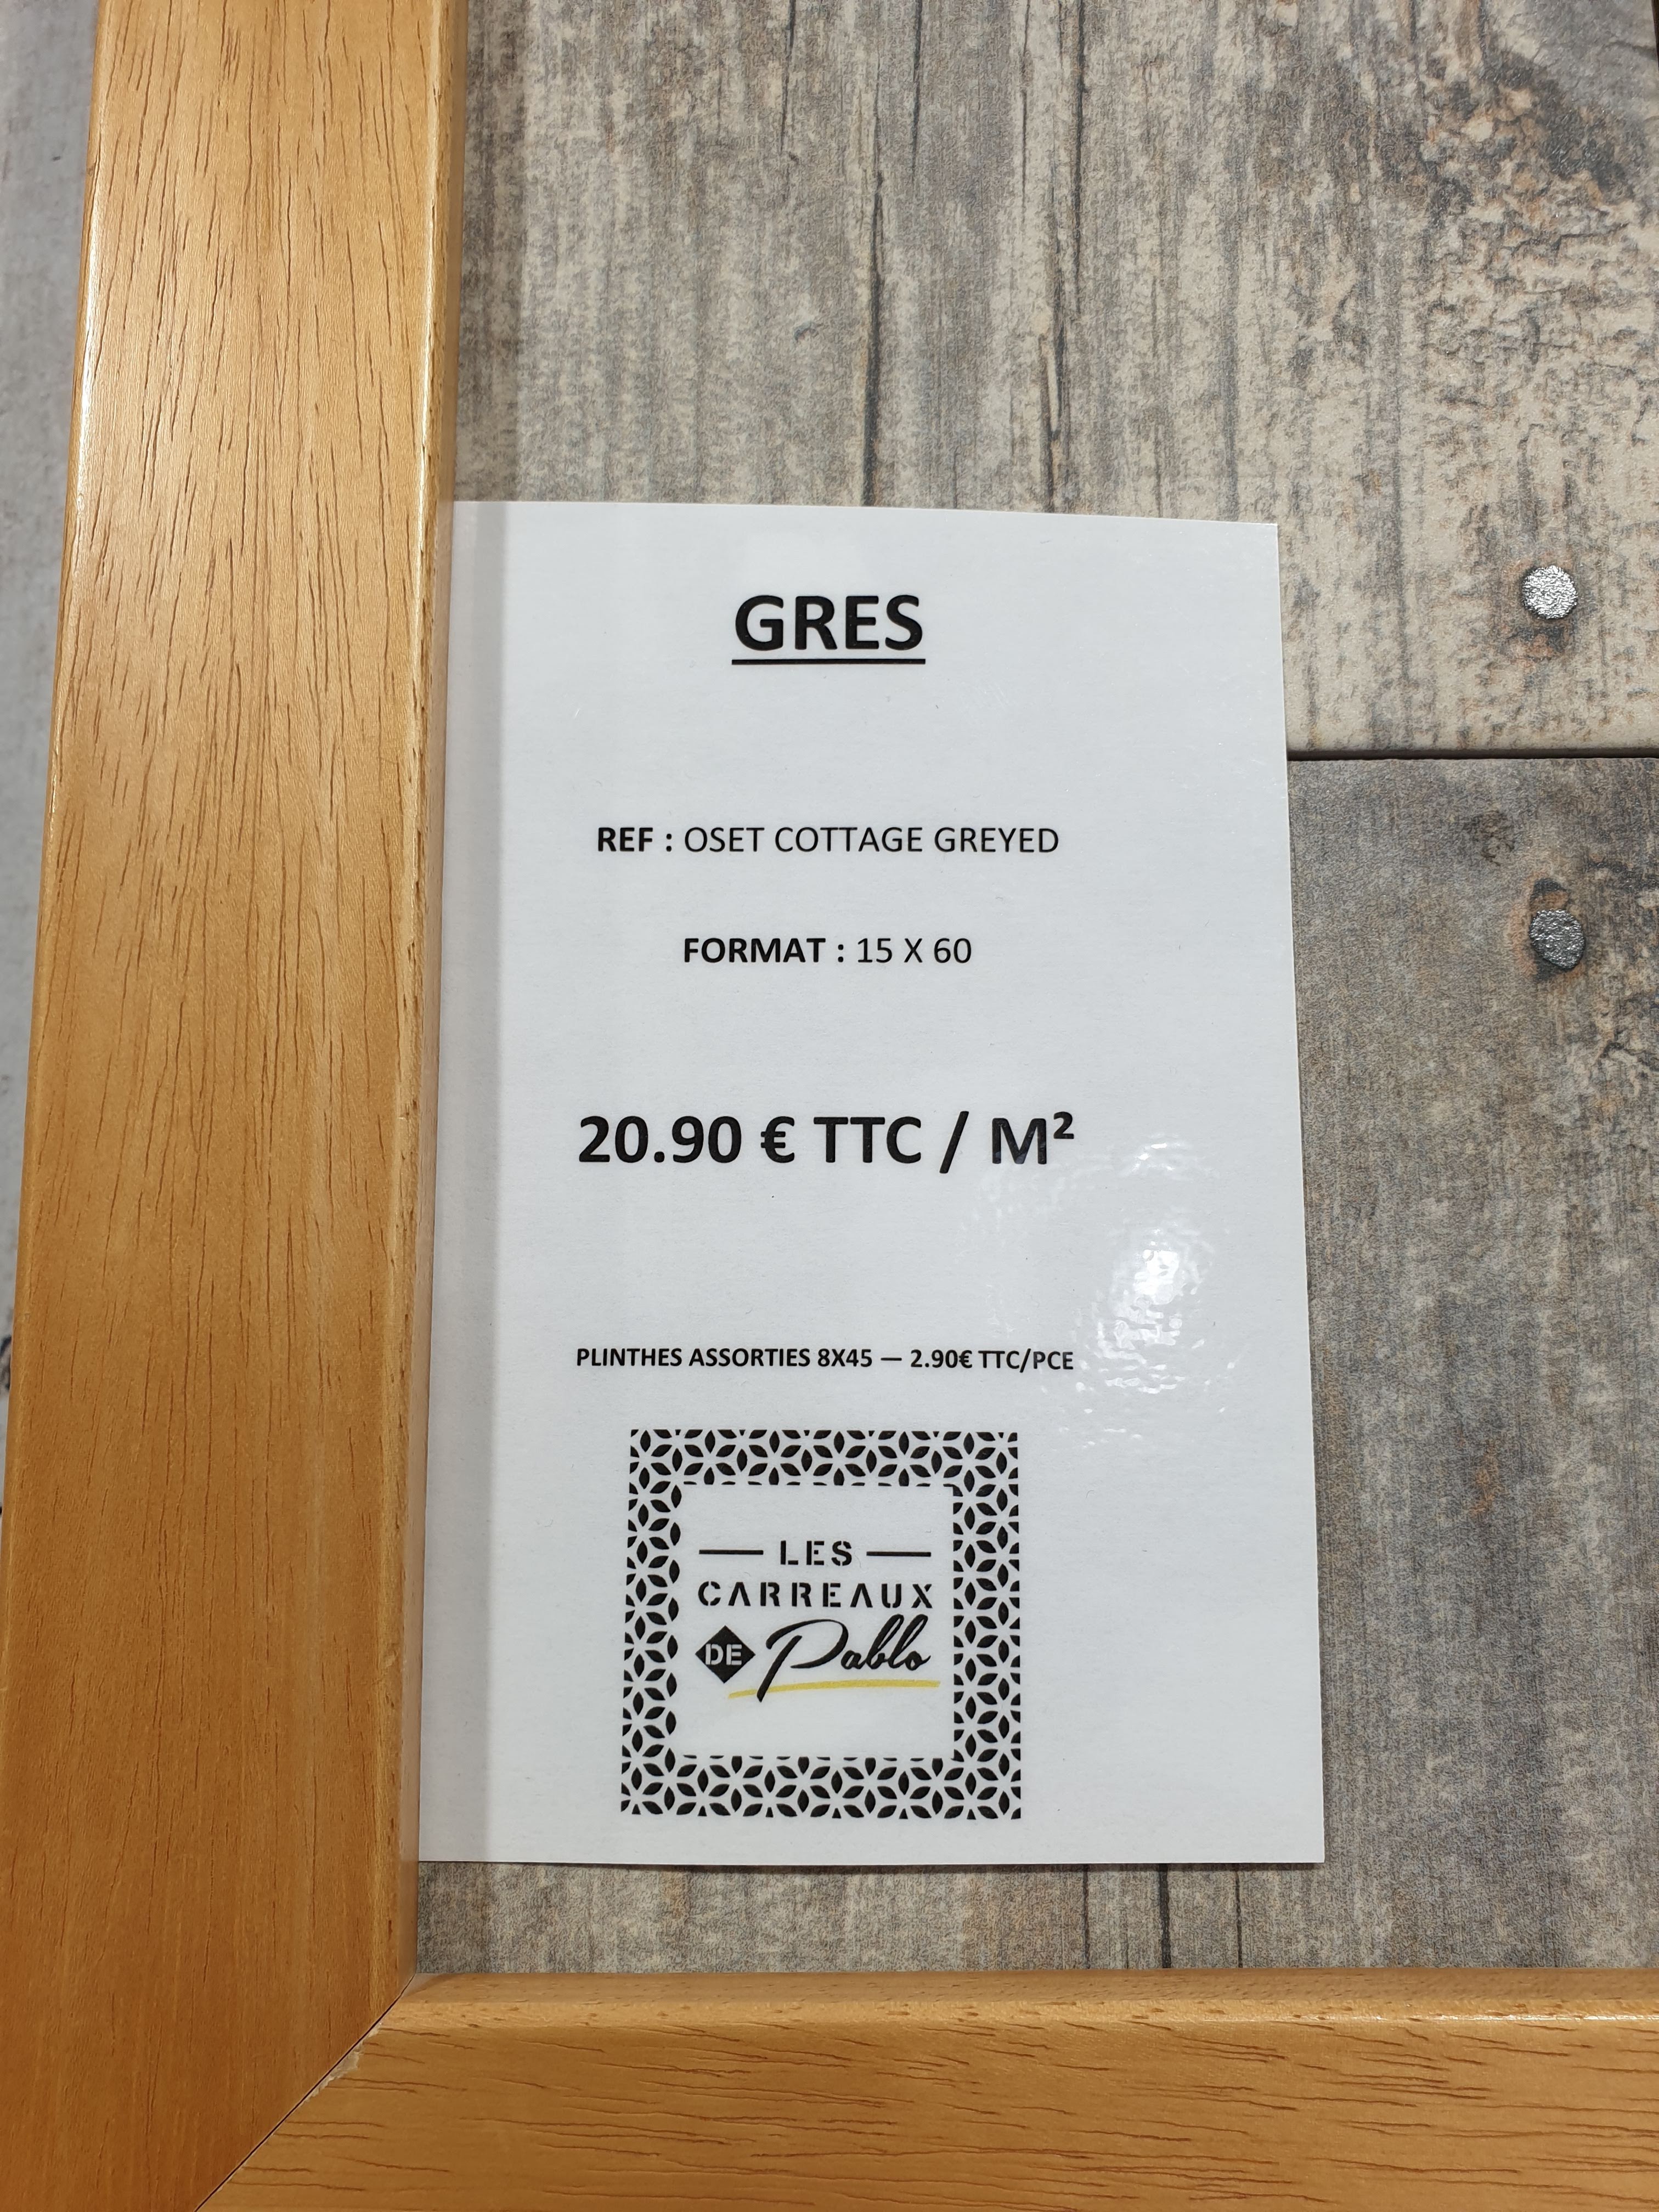 GRES
REF : OSET COTTAGE GREYED
FORMAT : 15 X 60
20.90 € TTC / M²
PLINTHES ASSORTIES 8X45 — 2.90€ TTC/PCE
LES
CARREAUX
DE Pablo